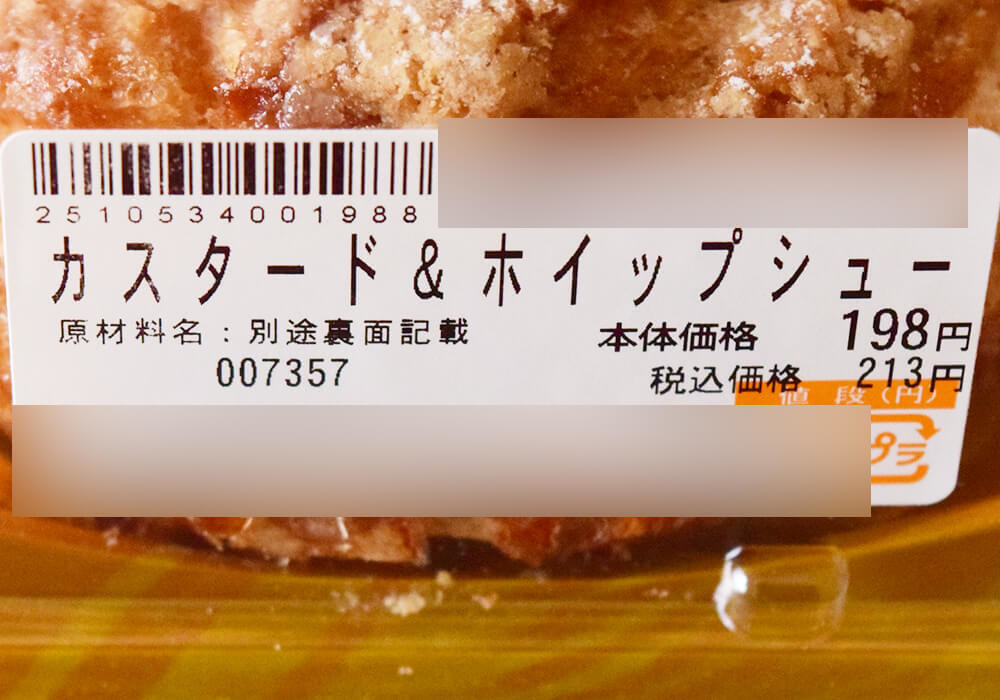 2510534001988
カスタード&ホイップシュー
原材料名:別途裏面記載 本体価格 198円
007357 税込価格 213円
値段(円)
プラ